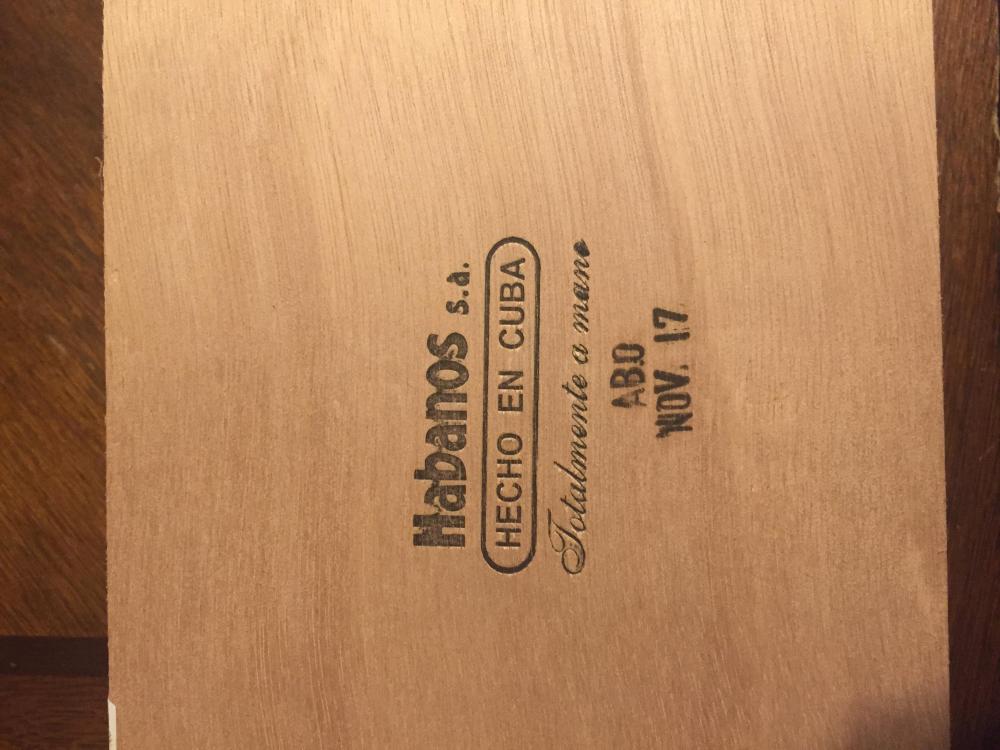 Habanos s.a.
HECHO EN CUBA
Totalmente a mano
ABO
NOV. 17